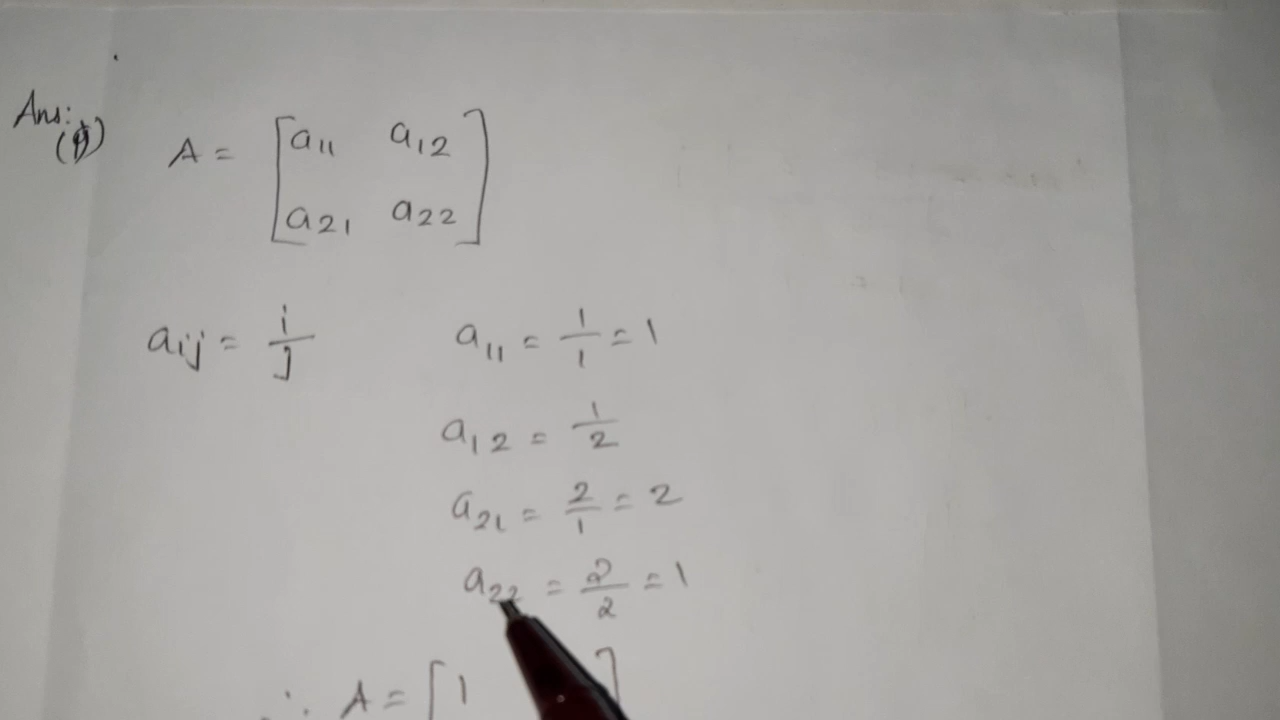 Ans:
A = [a11 a12
a21 a22]
aij = i/j a11 = 1/1 = 1
a12 = 1/2
a21 = 2/1 = 2
a22 = 2/2 = 1
∴ A = [1 ]